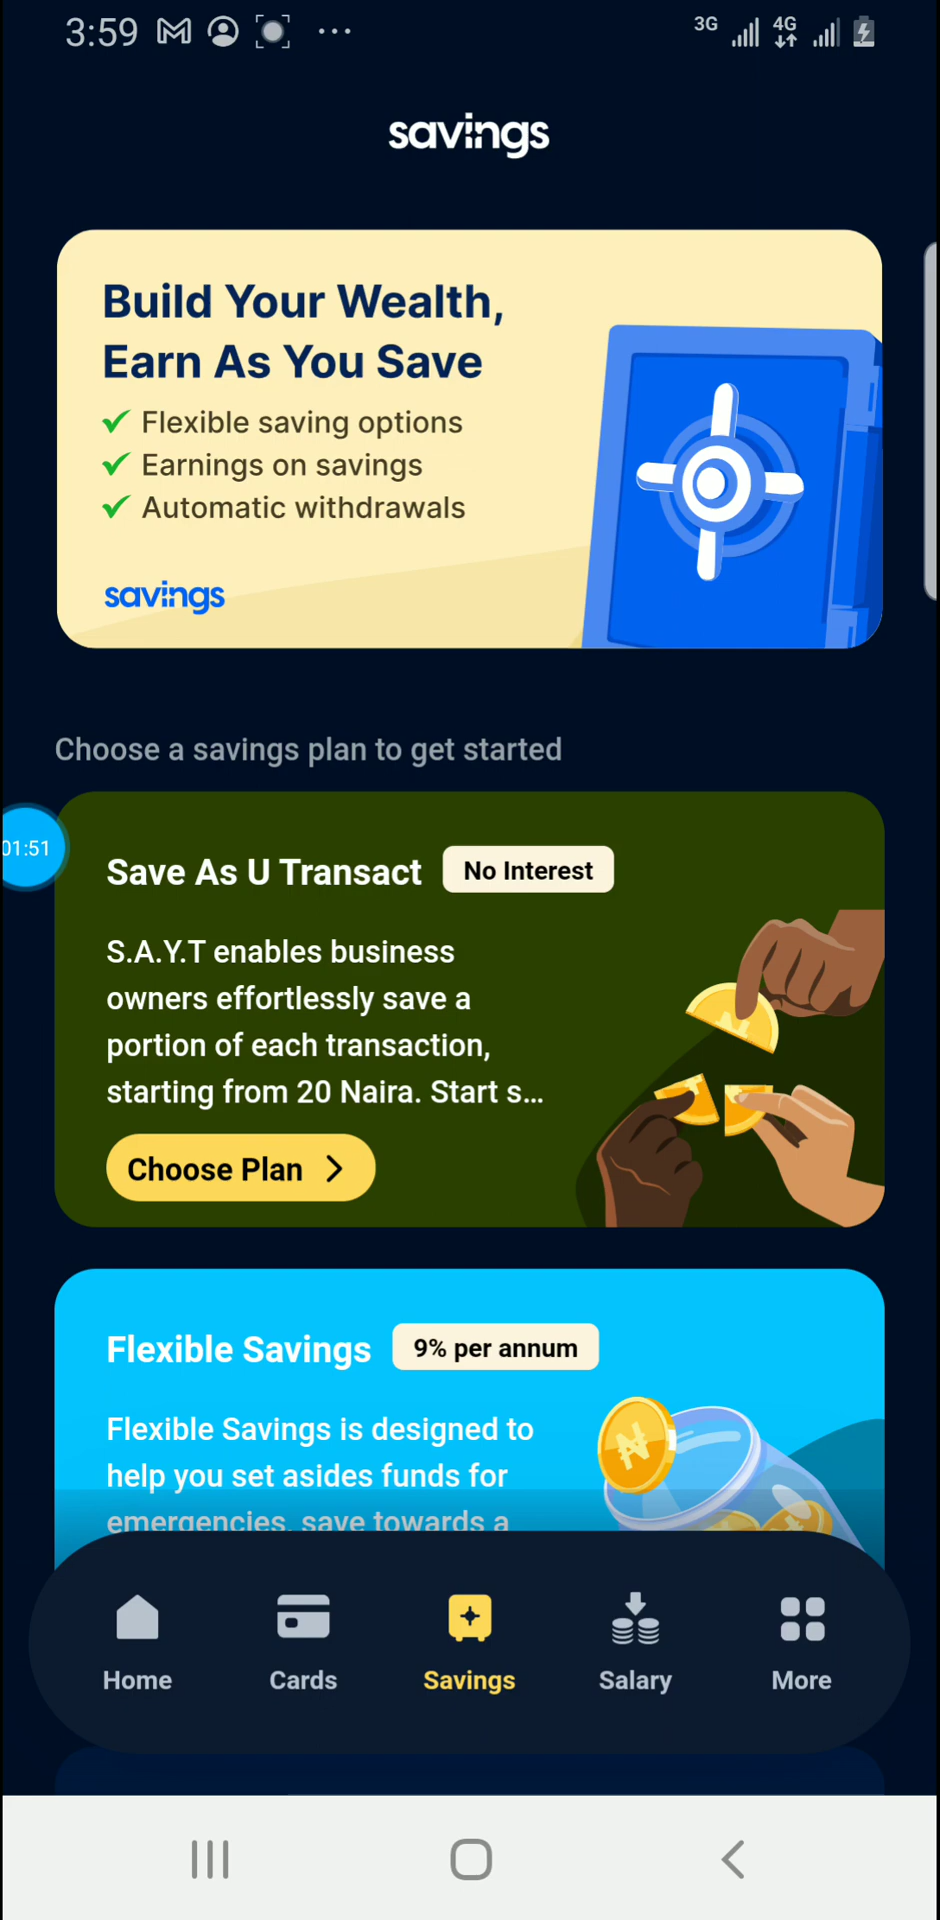 3:59
3G 4G
savings
Build Your Wealth,
Earn As You Save
Flexible saving options
Earnings on savings
Automatic withdrawals
savings
Choose a savings plan to get started
01:51
Save As U Transact No Interest
S.A.Y.T enables business
owners effortlessly save a
portion of each transaction,
starting from 20 Naira. Start s...
Choose Plan
Flexible Savings 9% per annum
Flexible Savings is designed to
help you set asides funds for
emergencies, save towards a
Home Cards Savings Salary More